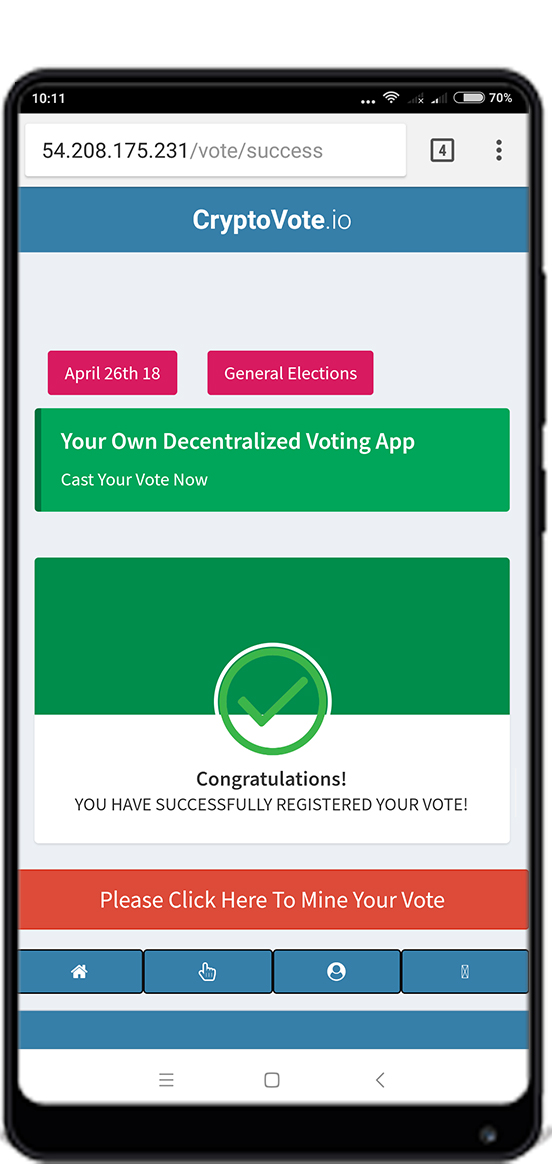 10:11
70%
54.208.175.231/vote/success
4
CryptoVote.io
April 26th 18
General Elections
Your Own Decentralized Voting App
Cast Your Vote Now
Congratulations!
YOU HAVE SUCCESSFULLY REGISTERED YOUR VOTE!
Please Click Here To Mine Your Vote